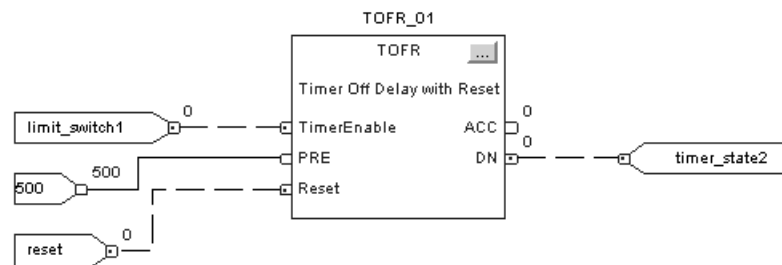 TOFR_01
TOFR
...
Timer Off Delay with Reset
limit_switch1
0
TimerEnable
ACC
0
500
500
PRE
DN
0
timer_state2
reset
0
Reset